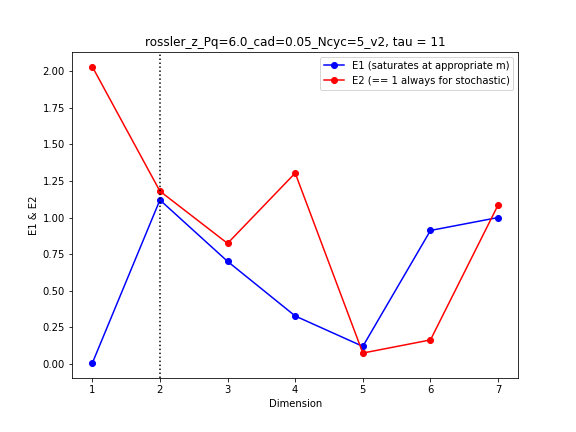 rossler_z_Pq=6.0_cad=0.05_Ncyc=5_v2, tau = 11
E1 (saturates at appropriate m)
E2 (== 1 always for stochastic)
2.00
1.75
1.50
1.25
1.00
0.75
0.50
0.25
0.00
E1 & E2
1 2 3 4 5 6 7
Dimension